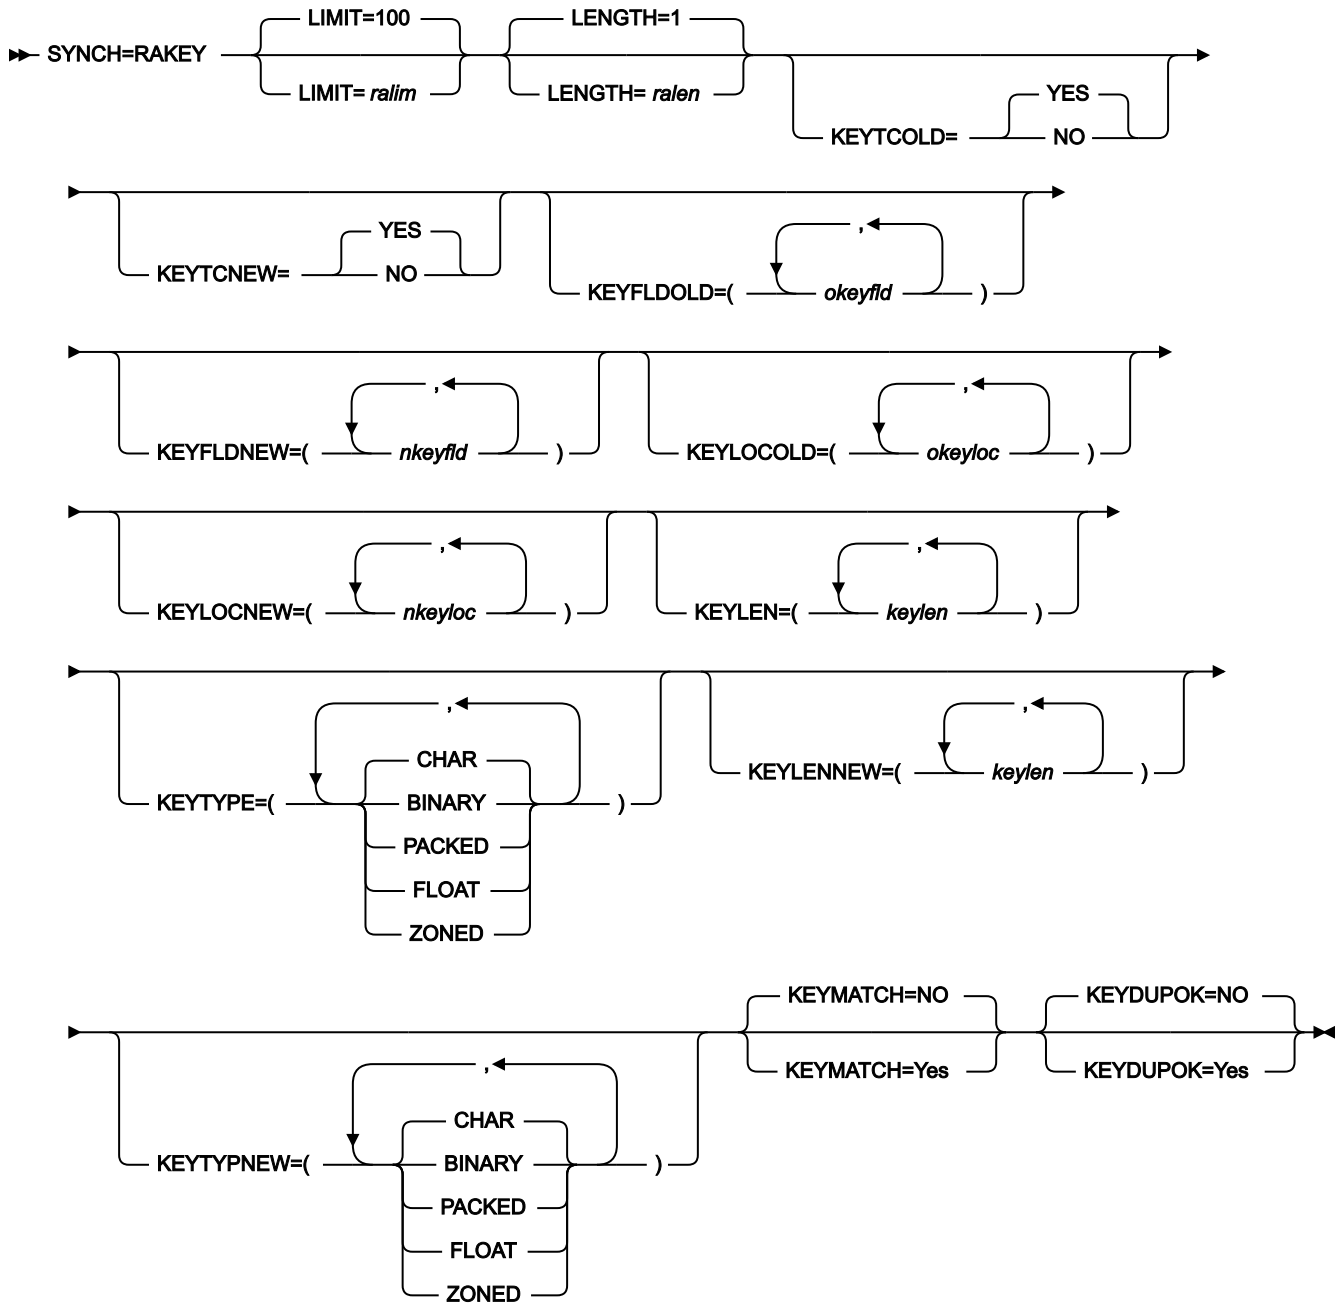 LIMIT=100 LENGTH=1
SYNCH=RAKEY
LIMIT= ralim LENGTH= ralen
YES
KEYTCOLD= NO
YES ,
KEYTCNEW= NO
KEYFLDOLD=( okeyfld )
, ,
KEYFLDNEW=( nkeyfld ) KEYLOCOLD=( okeyloc )
, ,
KEYLOCNEW=( nkeyloc ) KEYLEN=( keylen )
, ,
CHAR
KEYLENNEW=( keylen )
KEYTYPE=( BINARY )
PACKED
FLOAT
ZONED
KEYMATCH=NO KEYDUPOK=NO
,
KEYMATCH=Yes KEYDUPOK=Yes
CHAR
KEYTYPNEW=( BINARY )
PACKED
FLOAT
ZONED